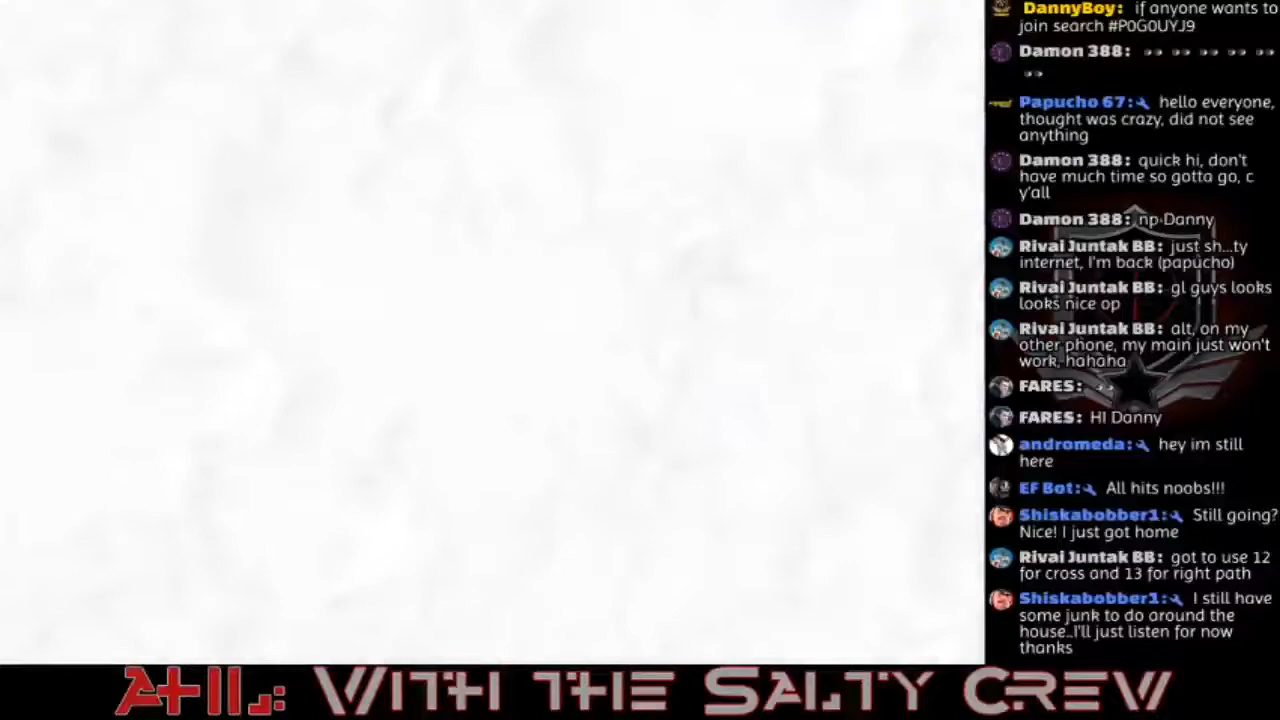 DannyBoy: if anyone wants to
join search #P0G0UYJ9
Damon 388:
Papucho 67: hello everyone,
thought was crazy, did not see
anything
Damon 388: quick hi, don't
have much time so gotta go, c
y'all
Damon 388: np Danny
Rivai Juntak BB: just sh...ty
internet, I'm back (papucho)
Rivai Juntak BB: gl guys looks
looks nice op
Rivai Juntak BB: alt, on my
other phone, my main just won't
work, hahaha
FARES:
FARES: HI Danny
andromeda: hey im still
here
EF Bot: All hits noobs!!!
Shiskabobber1: Still going?
Nice! I just got home
Rivai Juntak BB: got to use 12
for cross and 13 for right path
Shiskabobber1: I still have
some junk to do around the
house..I'll just listen for now
thanks
With the Salty Crew